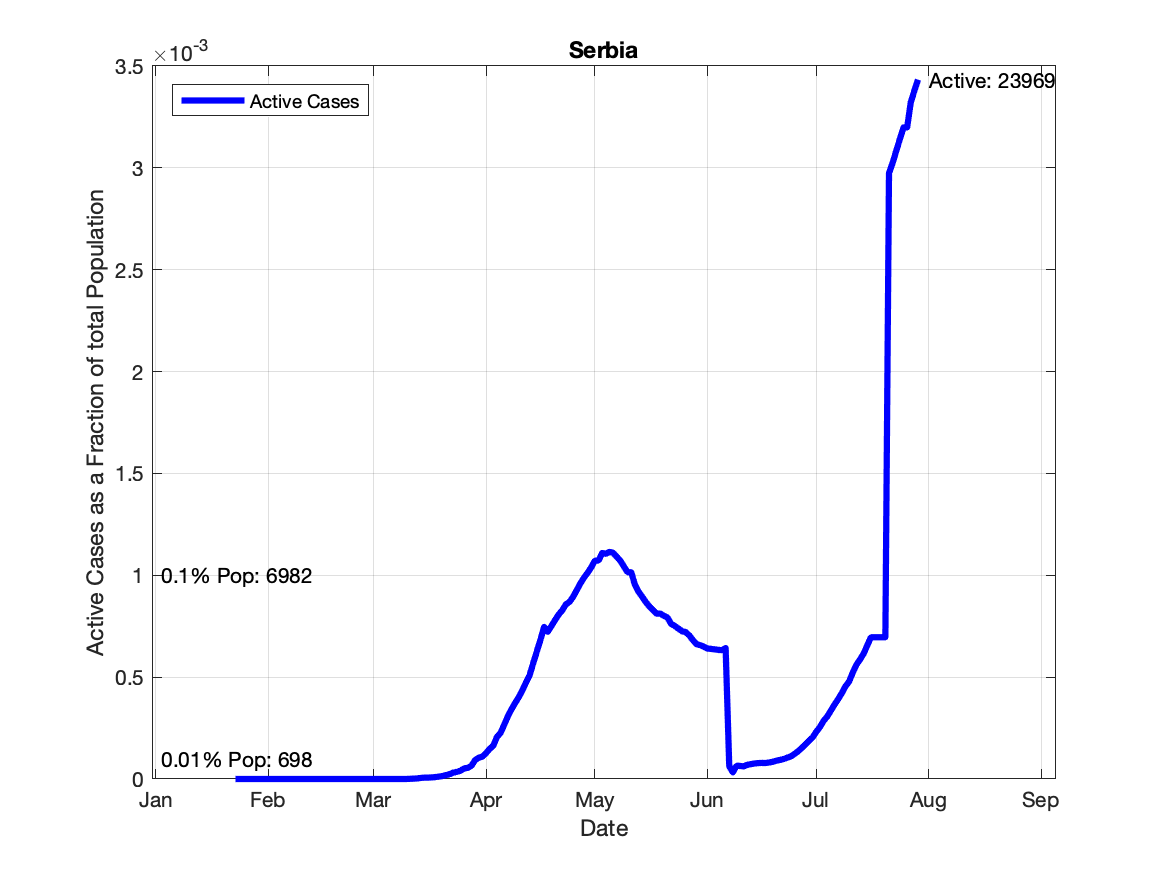 Serbia
×10-3
3.5
3
2.5
2
1.5
1
0.5
0
Active Cases as a Fraction of total Population
Active Cases
Active: 23969
0.1% Pop: 6982
0.01% Pop: 698
Jan Feb Mar Apr May Jun Jul Aug Sep
Date